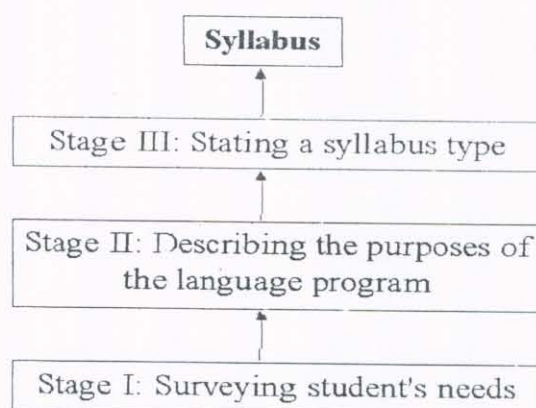 Syllabus
Stage III: Stating a syllabus type
Stage II: Describing the purposes of
the language program
Stage I: Surveying student's needs